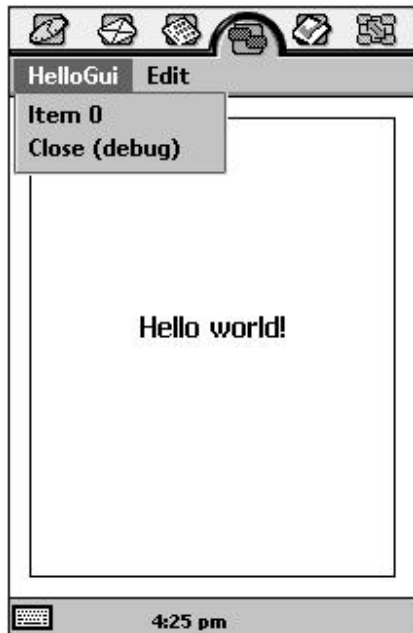 HelloGui Edit
Item 0
Close (debug)
Hello world!
4:25 pm